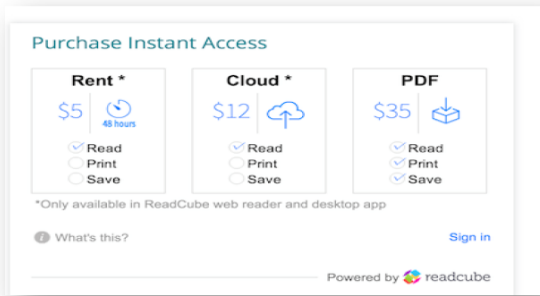 Purchase Instant Access
Rent * Cloud * PDF
$5 48 hours $12 $35
Read Read Read
Print Print Print
Save Save Save
*Only available in ReadCube web reader and desktop app
What's this? Sign in
Powered by readcube